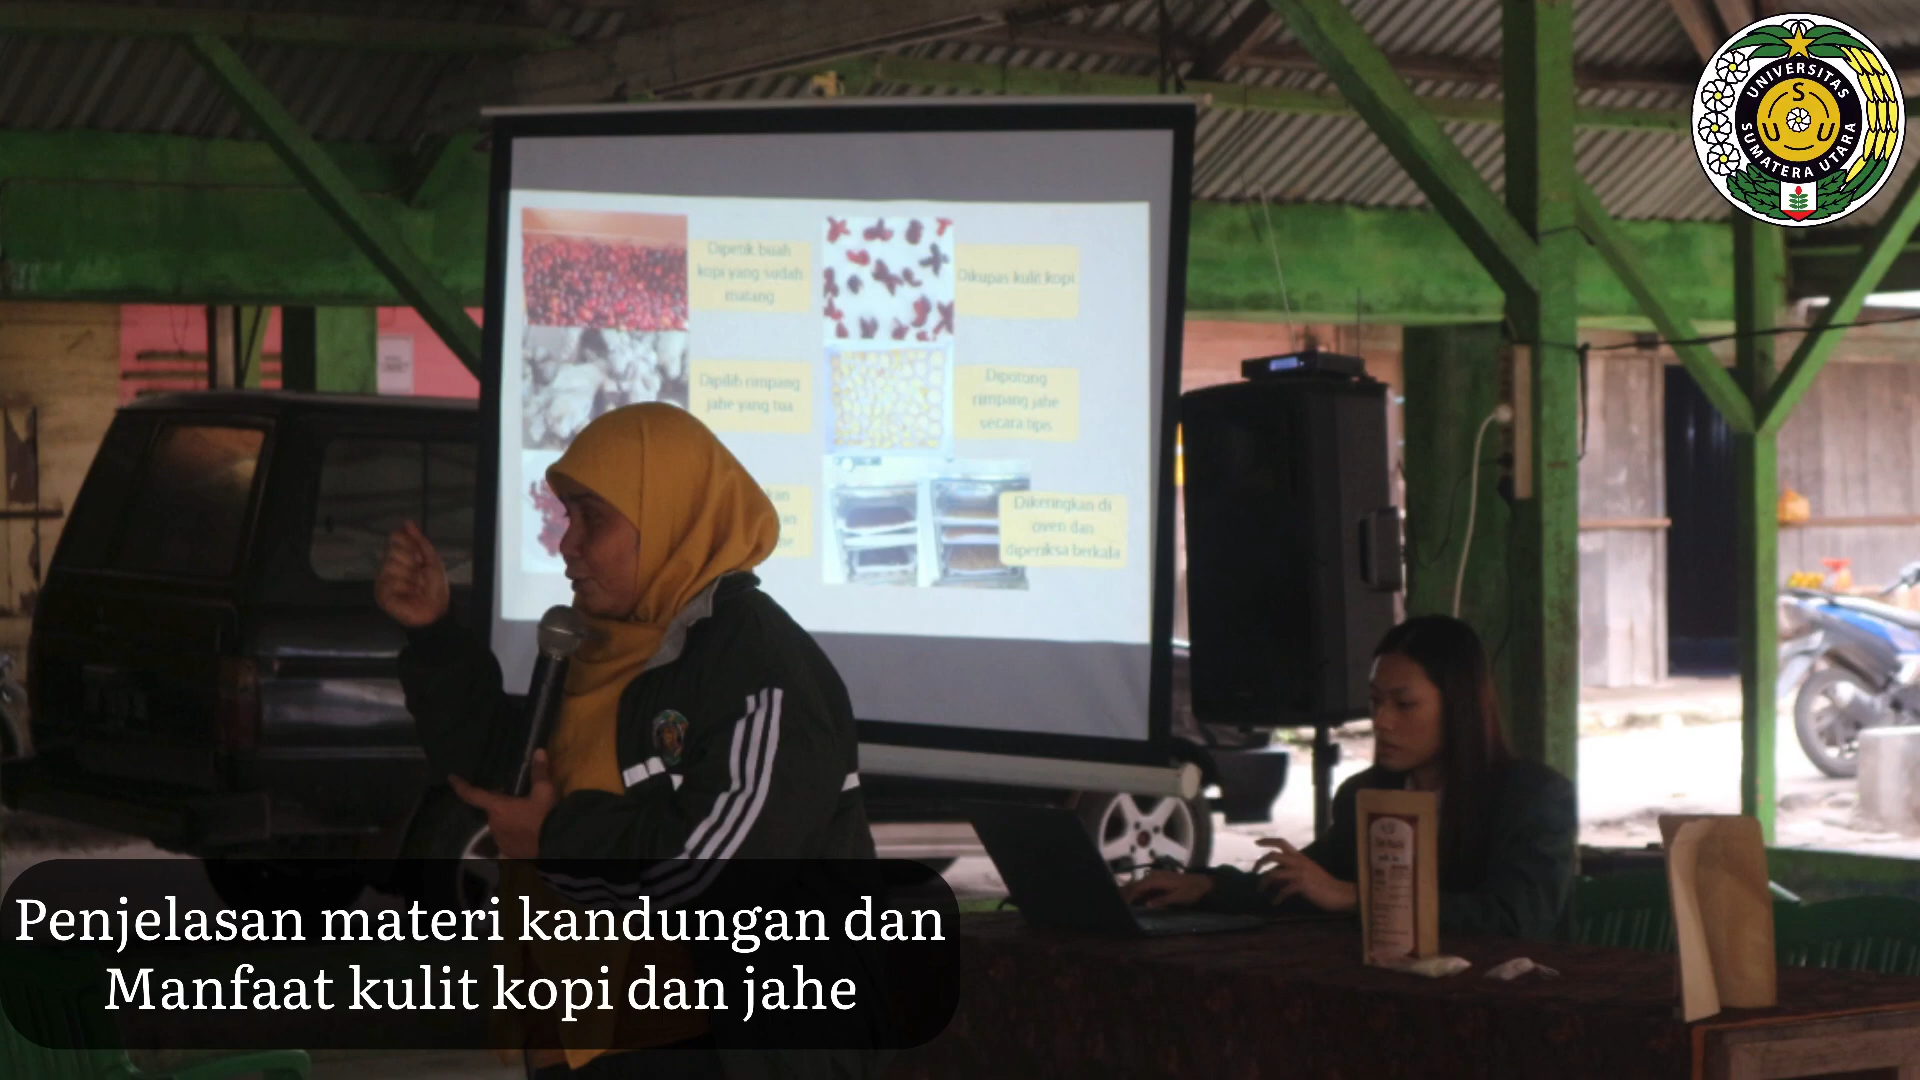 UNIVERSITAS
SUMATERA UTARA
S
U U
Dipetik buah
kopi yang sudah
matang
Dikupas kulit kopi
Dipilih rimpang
jahe yang tua
Dipotong
rimpang jahe
secara tipis
Dikeringkan di
oven dan
diperiksa berkala
Penjelasan materi kandungan dan
Manfaat kulit kopi dan jahe